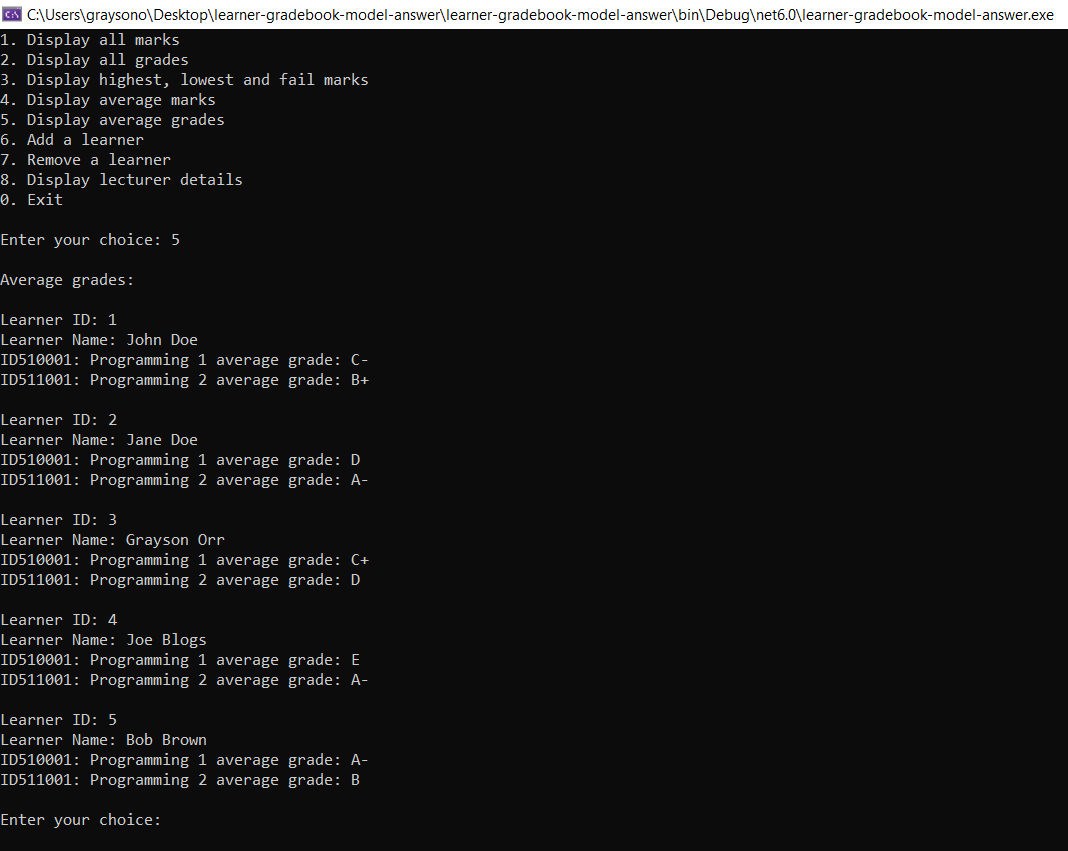 C:\Users\graysono\Desktop\learner-gradebook-model-answer\learner-gradebook-model-answer\bin\Debug\net6.0\learner-gradebook-model-answer.exe
1. Display all marks
2. Display all grades
3. Display highest, lowest and fail marks
4. Display average marks
5. Display average grades
6. Add a learner
7. Remove a learner
8. Display lecturer details
0. Exit
Enter your choice: 5
Average grades:
Learner ID: 1
Learner Name: John Doe
ID510001: Programming 1 average grade: C-
ID511001: Programming 2 average grade: B+
Learner ID: 2
Learner Name: Jane Doe
ID510001: Programming 1 average grade: D
ID511001: Programming 2 average grade: A-
Learner ID: 3
Learner Name: Grayson Orr
ID510001: Programming 1 average grade: C+
ID511001: Programming 2 average grade: D
Learner ID: 4
Learner Name: Joe Blogs
ID510001: Programming 1 average grade: E
ID511001: Programming 2 average grade: A-
Learner ID: 5
Learner Name: Bob Brown
ID510001: Programming 1 average grade: A-
ID511001: Programming 2 average grade: B
Enter your choice: